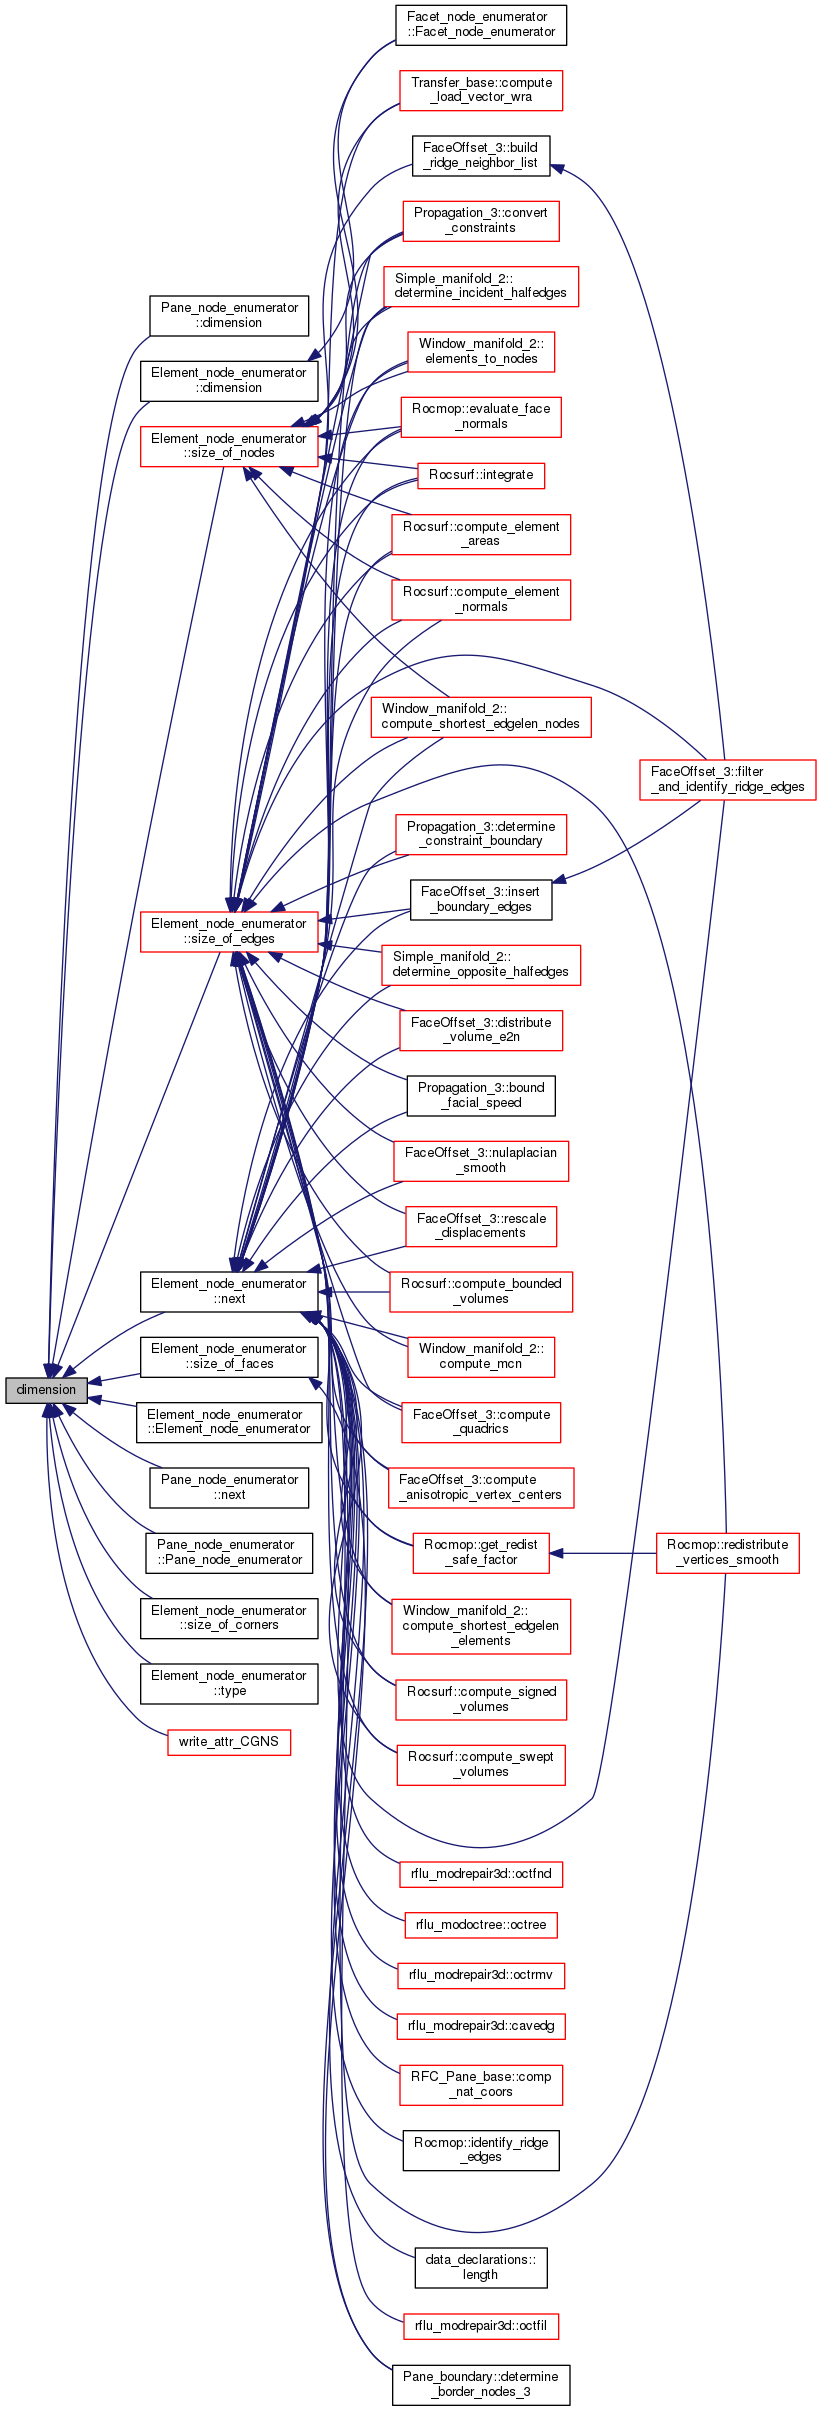 Facet_node_enumerator
::Facet_node_enumerator
Transfer_base::compute
_load_vector_wra
FaceOffset_3::build
_ridge_neighbor_list
Propagation_3::convert
_constraints
Simple_manifold_2::
determine_incident_halfedges
Pane_node_enumerator
::dimension
Window_manifold_2::
elements_to_nodes
Element_node_enumerator
::dimension
Rocmop::evaluate_face
_normals
Element_node_enumerator
::size_of_nodes
Rocsurf::integrate
Rocsurf::compute_element
_areas
Rocsurf::compute_element
_normals
Window_manifold_2::
compute_shortest_edgelen_nodes
FaceOffset_3::filter
_and_identify_ridge_edges
Propagation_3::determine
_constraint_boundary
FaceOffset_3::insert
_boundary_edges
Element_node_enumerator
::size_of_edges
Simple_manifold_2::
determine_opposite_halfedges
FaceOffset_3::distribute
_volume_e2n
Propagation_3::bound
_facial_speed
FaceOffset_3::nulaplacian
_smooth
FaceOffset_3::rescale
_displacements
Element_node_enumerator
::next
Rocsurf::compute_bounded
_volumes
Element_node_enumerator
::size_of_faces
Window_manifold_2::
compute_mcn
dimension
Element_node_enumerator
::Element_node_enumerator
FaceOffset_3::compute
_quadrics
Pane_node_enumerator
::next
FaceOffset_3::compute
_anisotropic_vertex_centers
Pane_node_enumerator
::Pane_node_enumerator
Rocmop::get_redist
_safe_factor
Rocmop::redistribute
_vertices_smooth
Element_node_enumerator
::size_of_corners
Window_manifold_2::
compute_shortest_edgelen
_elements
Element_node_enumerator
::type
Rocsurf::compute_signed
_volumes
write_attr_CGNS
Rocsurf::compute_swept
_volumes
rflu_modrepair3d::octfnd
rflu_modoctree::octree
rflu_modrepair3d::octrmv
rflu_modrepair3d::cavedg
RFC_Pane_base::comp
_nat_coors
Rocmop::identify_ridge
_edges
data_declarations::
length
rflu_modrepair3d::octfil
Pane_boundary::determine
_border_nodes_3